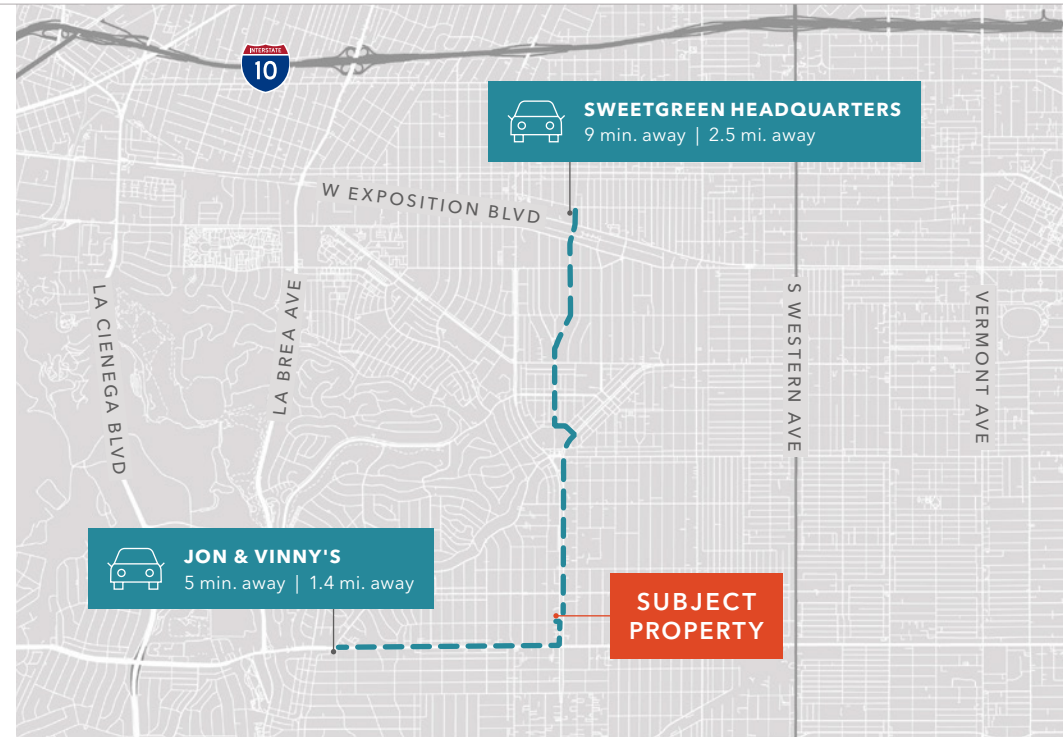 INTERSTATE
10
SWEETGREEN HEADQUARTERS
9 min. away | 2.5 mi. away
W EXPOSITION BLVD
LA CIENEGA BLVD
LA BREA AVE
S WESTERN AVE
VERMONT AVE
JON & VINNY'S
5 min. away | 1.4 mi. away
SUBJECT
PROPERTY